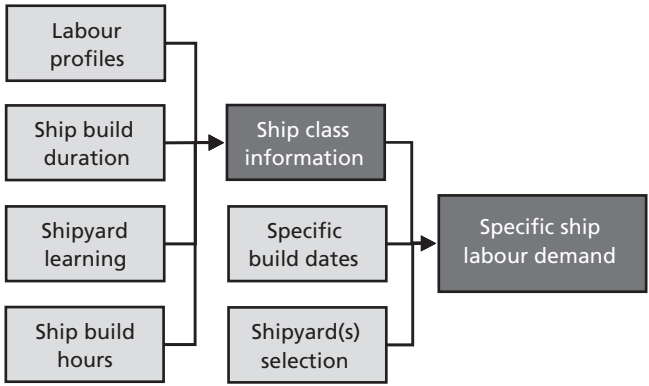 Labour
profiles
Ship build
duration
Shipyard
learning
Ship build
hours
Ship class
information
Specific
build dates
Shipyard(s)
selection
Specific ship
labour demand